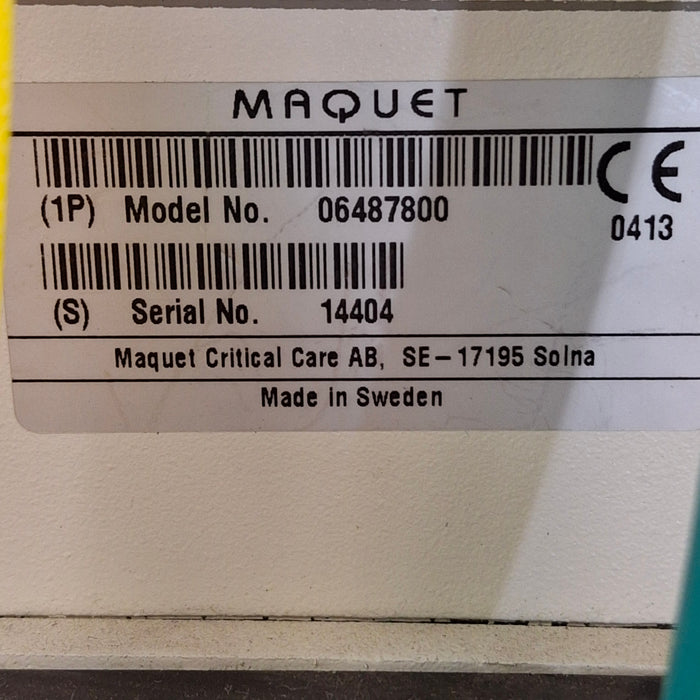 MAQUET
CE
(1P) Model No. 06487800
0413
(S) Serial No. 14404
Maquet Critical Care AB, SE-17195 Solna
Made in Sweden